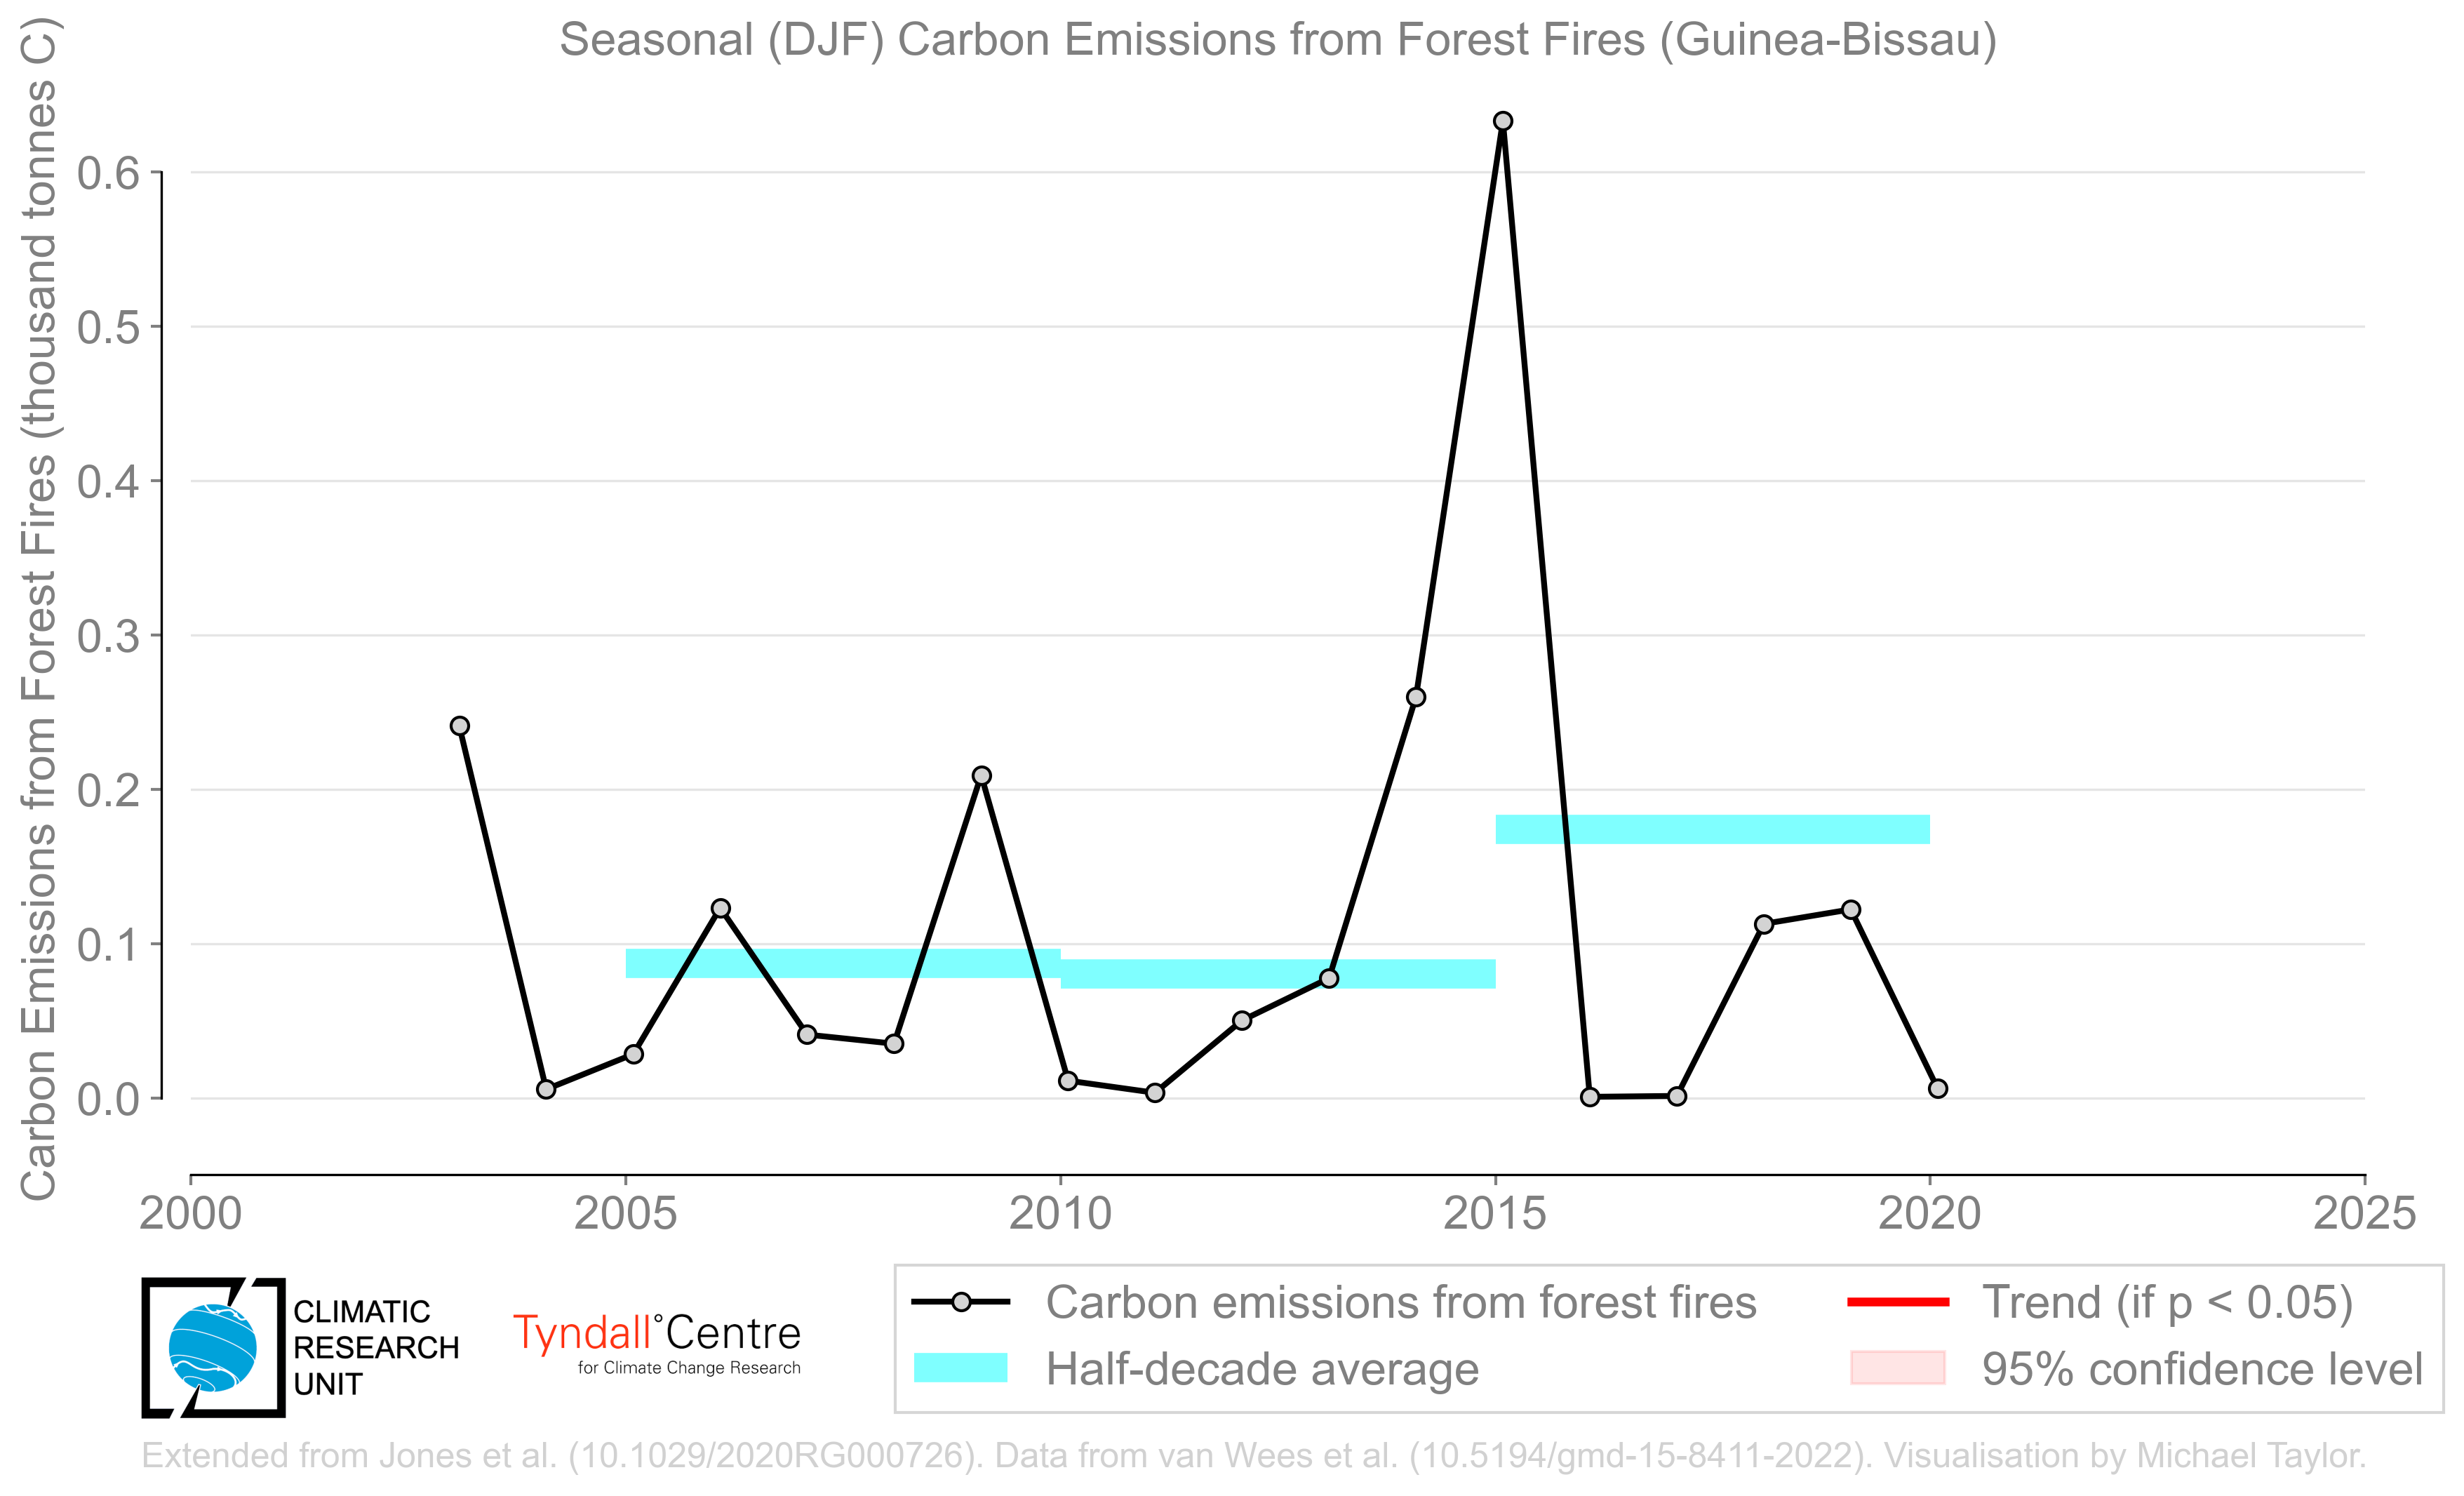 Seasonal (DJF) Carbon Emissions from Forest Fires (Guinea-Bissau)
Carbon Emissions from Forest Fires (thousand tonnes C)
0.6
0.5
0.4
0.3
0.2
0.1
0.0
2000 2005 2010 2015 2020 2025
CLIMATIC
RESEARCH
UNIT
Tyndall°Centre
for Climate Change Research
Carbon emissions from forest fires
Half-decade average
Trend (if p < 0.05)
95% confidence level
Extended from Jones et al. (10.1029/2020RG000726). Data from van Wees et al. (10.5194/gmd-15-8411-2022). Visualisation by Michael Taylor.